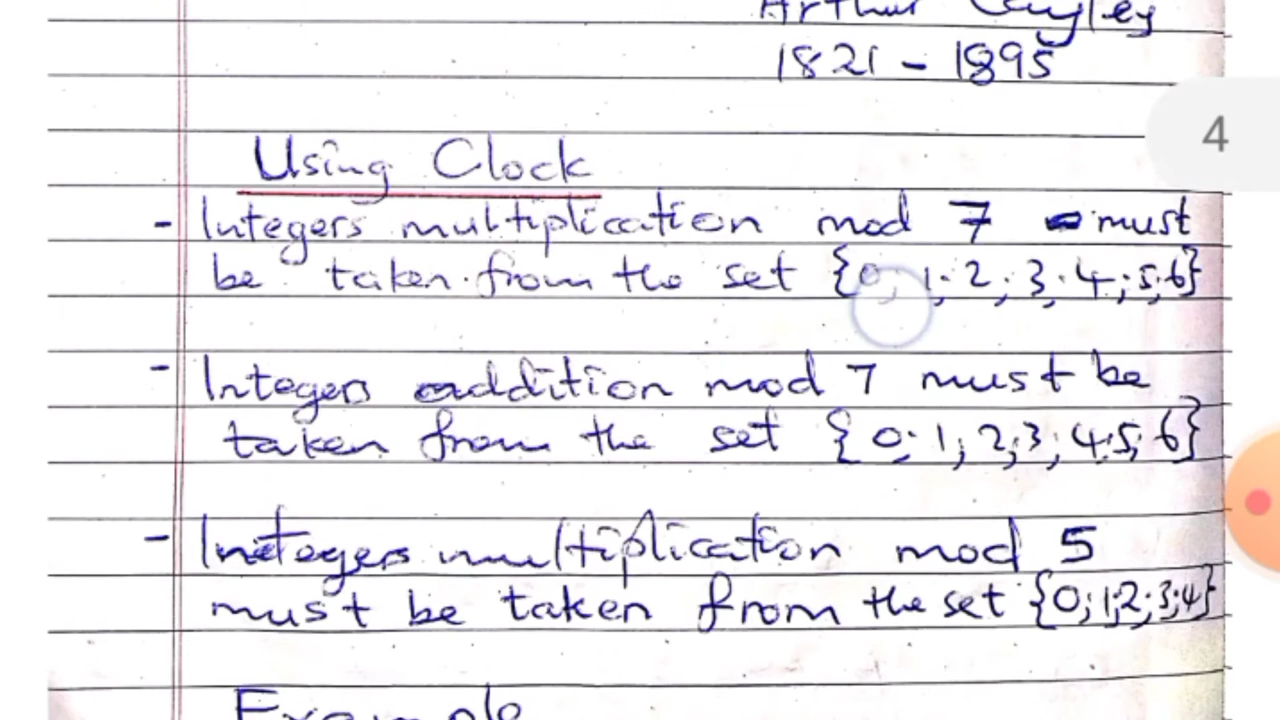 Arthur Cayley
1821 - 1895
4
Using Clock
- Integers multiplication mod 7 must
be taken from the set {0; 1; 2; 3; 4; 5; 6}
- Integers addition mod 7 must be
taken from the set {0; 1; 2; 3; 4; 5; 6}
- Integers multiplication mod 5
must be taken from the set {0; 1; 2; 3; 4}
Example